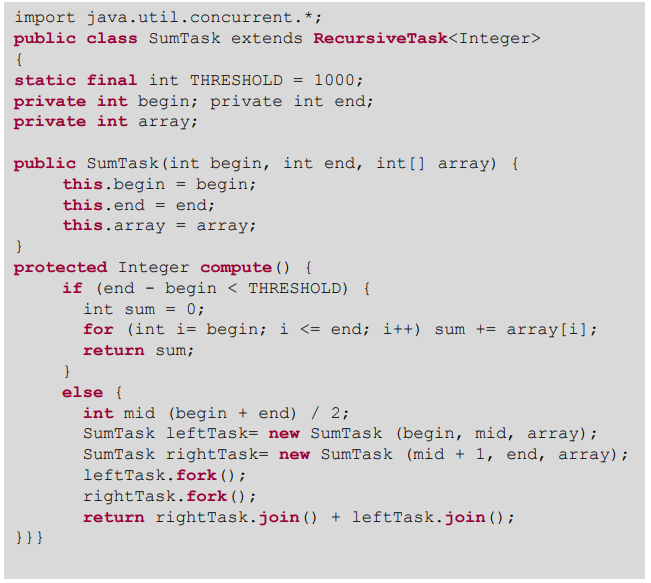 import java.util.concurrent.*;
public class SumTask extends RecursiveTask<Integer>
{
static final int THRESHOLD = 1000;
private int begin; private int end;
private int array;

public SumTask(int begin, int end, int[] array) {
     this.begin = begin;
     this.end = end;
     this.array = array;
}
protected Integer compute() {
     if (end - begin < THRESHOLD) {
       int sum = 0;
       for (int i= begin; i <= end; i++) sum += array[i];
       return sum;
     }
     else {
       int mid (begin + end) / 2;
       SumTask leftTask= new SumTask (begin, mid, array);
       SumTask rightTask= new SumTask (mid + 1, end, array);
       leftTask.fork();
       rightTask.fork();
       return rightTask.join() + leftTask.join();
}}}